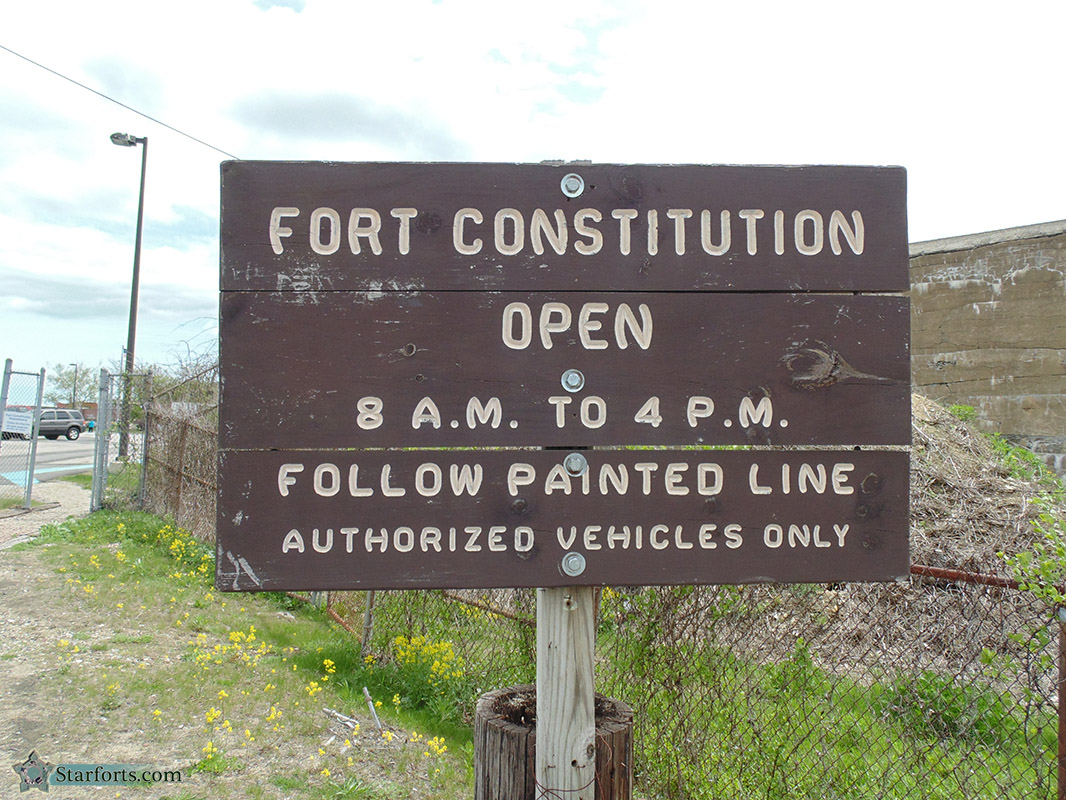 FORT CONSTITUTION
OPEN
8 A.M. TO 4 P.M.
FOLLOW PAINTED LINE
AUTHORIZED VEHICLES ONLY
Starforts.com